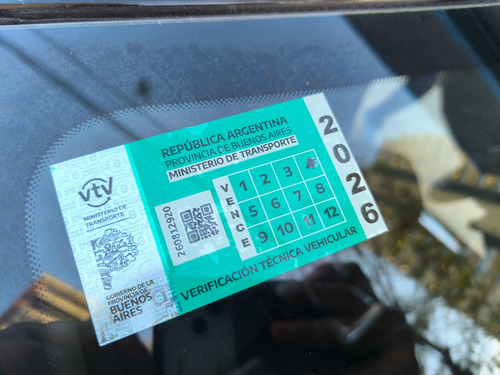 vtv
MINISTERIO DE
TRANSPORTE
GOBIERNO DE LA
PROVINCIA DE
BUENOS
AIRES
REPÚBLICA ARGENTINA
PROVINCIA DE BUENOS AIRES
MINISTERIO DE TRANSPORTE
260812920
VENCE
1 2 3
5 6 7 8
9 10 11 12
VERIFICACIÓN TÉCNICA VEHICULAR
2026